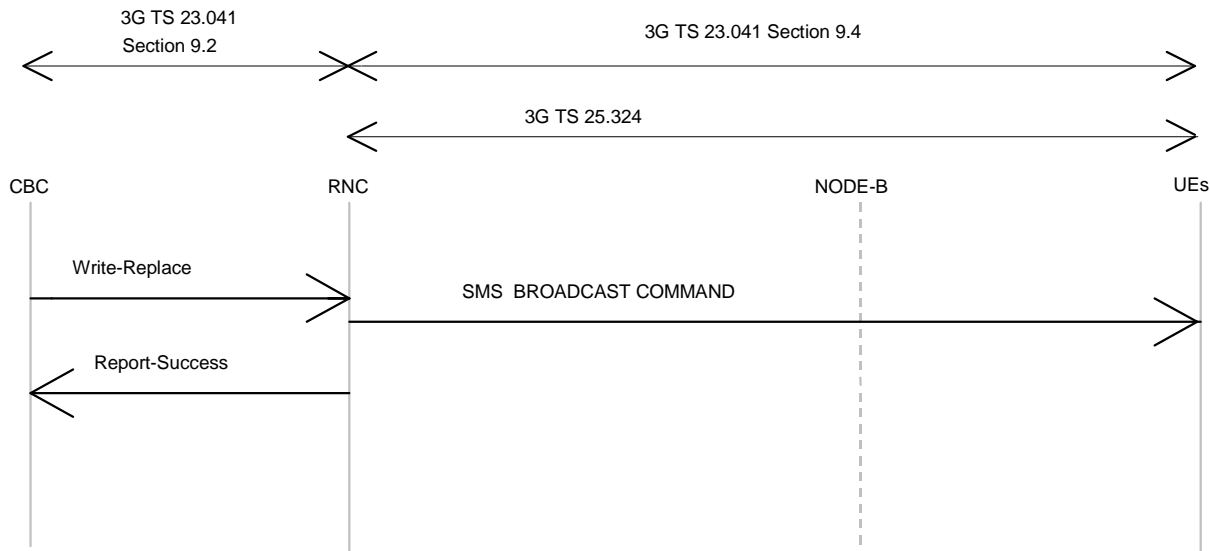 3G TS 23.041
Section 9.2
3G TS 23.041 Section 9.4
3G TS 25.324
CBC
RNC
NODE-B
UEs
Write-Replace
SMS BROADCAST COMMAND
Report-Success